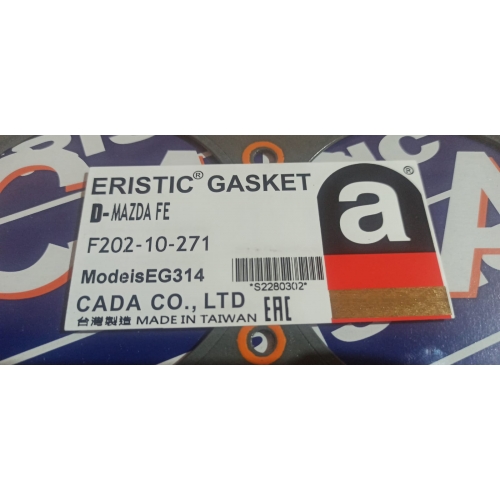 ERISTIC® GASKET
D-MAZDA FE
F202-10-271
ModeisEG314
CADA CO., LTD
台灣製造 MADE IN TAIWAN
*S2280302*
EAC
a